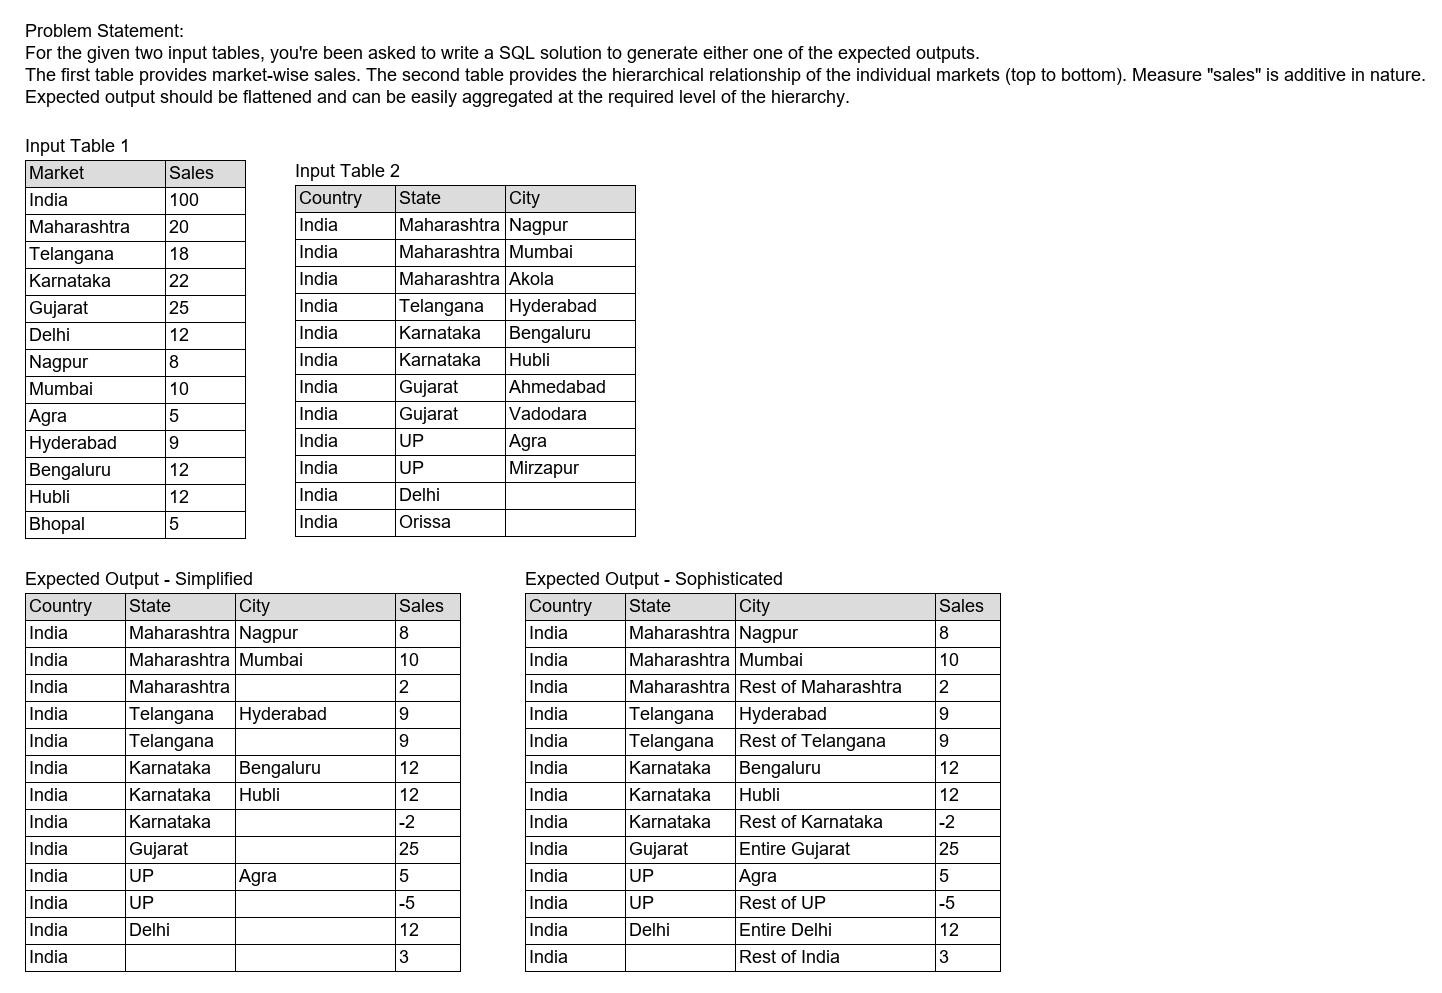 Problem Statement:
For the given two input tables, you're been asked to write a SQL solution to generate either one of the expected outputs.
The first table provides market-wise sales. The second table provides the hierarchical relationship of the individual markets (top to bottom). Measure "sales" is additive in nature.
Expected output should be flattened and can be easily aggregated at the required level of the hierarchy.
Input Table 1
Market Sales
India 100
Maharashtra 20
Telangana 18
Karnataka 22
Gujarat 25
Delhi 12
Nagpur 8
Mumbai 10
Agra 5
Hyderabad 9
Bengaluru 12
Hubli 12
Bhopal 5
Input Table 2
Country State City
India Maharashtra Nagpur
India Maharashtra Mumbai
India Maharashtra Akola
India Telangana Hyderabad
India Karnataka Bengaluru
India Karnataka Hubli
India Gujarat Ahmedabad
India Gujarat Vadodara
India UP Agra
India UP Mirzapur
India Delhi
India Orissa
Expected Output - Simplified
Country State City Sales
India Maharashtra Nagpur 8
India Maharashtra Mumbai 10
India Maharashtra 2
India Telangana Hyderabad 9
India Telangana 9
India Karnataka Bengaluru 12
India Karnataka Hubli 12
India Karnataka -2
India Gujarat 25
India UP Agra 5
India UP -5
India Delhi 12
India 3
Expected Output - Sophisticated
Country State City Sales
India Maharashtra Nagpur 8
India Maharashtra Mumbai 10
India Maharashtra Rest of Maharashtra 2
India Telangana Hyderabad 9
India Telangana Rest of Telangana 9
India Karnataka Bengaluru 12
India Karnataka Hubli 12
India Karnataka Rest of Karnataka -2
India Gujarat Entire Gujarat 25
India UP Agra 5
India UP Rest of UP -5
India Delhi Entire Delhi 12
India Rest of India 3